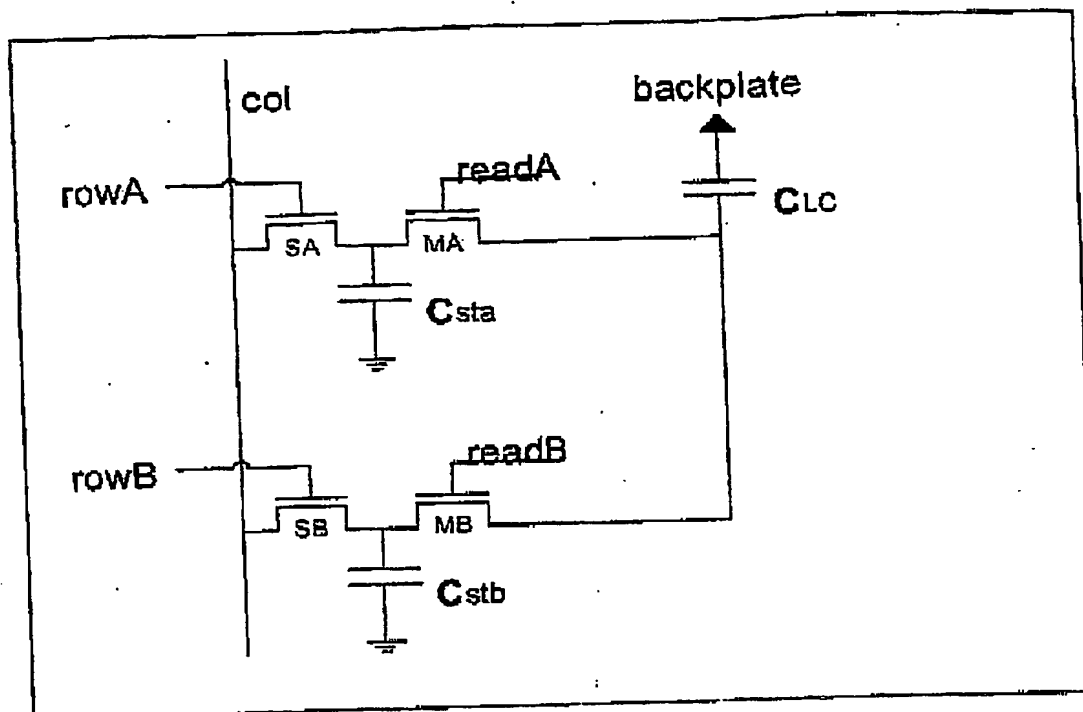 col
backplate
rowA
readA
CLC
SA
MA
Csta
rowB
readB
SB
MB
Cstb